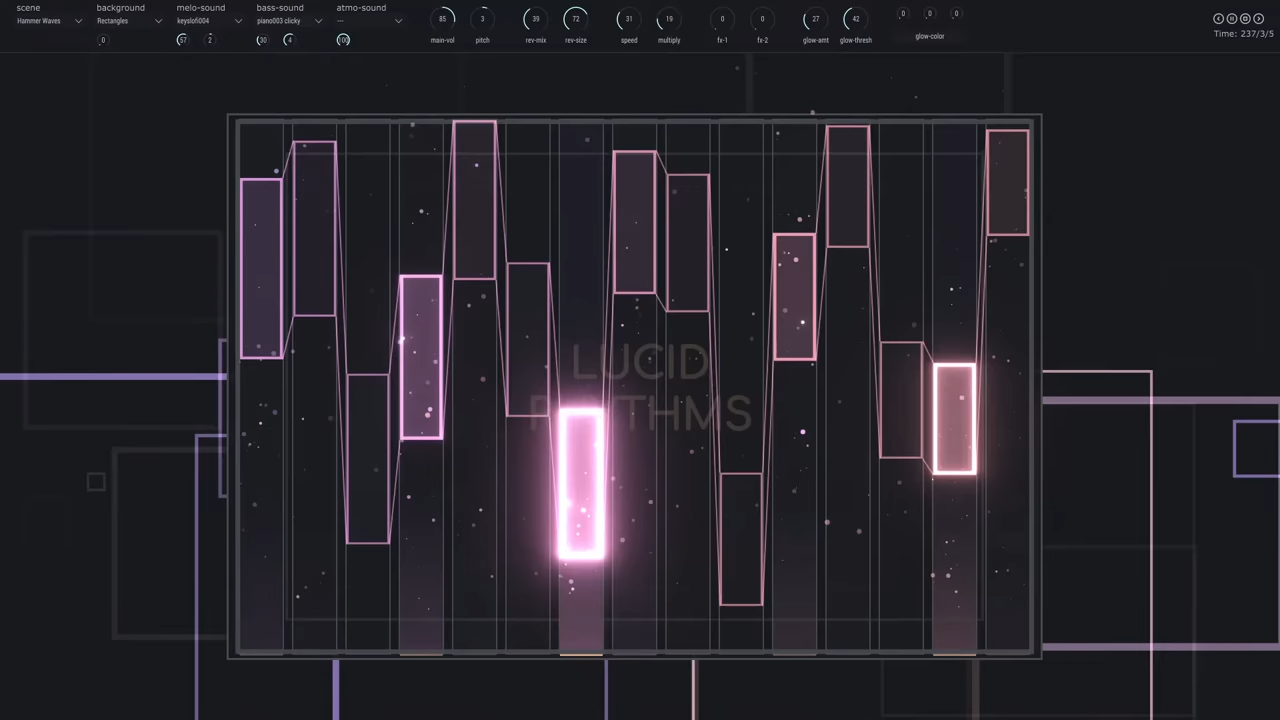 scene
background
melo-sound
bass-sound
atmo-sound
Hammer Waves
Rectangles
keyslofi004
piano003 clicky
---
0
57
2
30
4
100
85
3
39
72
31
19
0
0
27
42
0
0
0
main-vol
pitch
rev-mix
rev-size
speed
multiply
fx-1
fx-2
glow-amt
glow-thresh
glow-color
Time: 237/3/5
LUCID
RHYTHMS